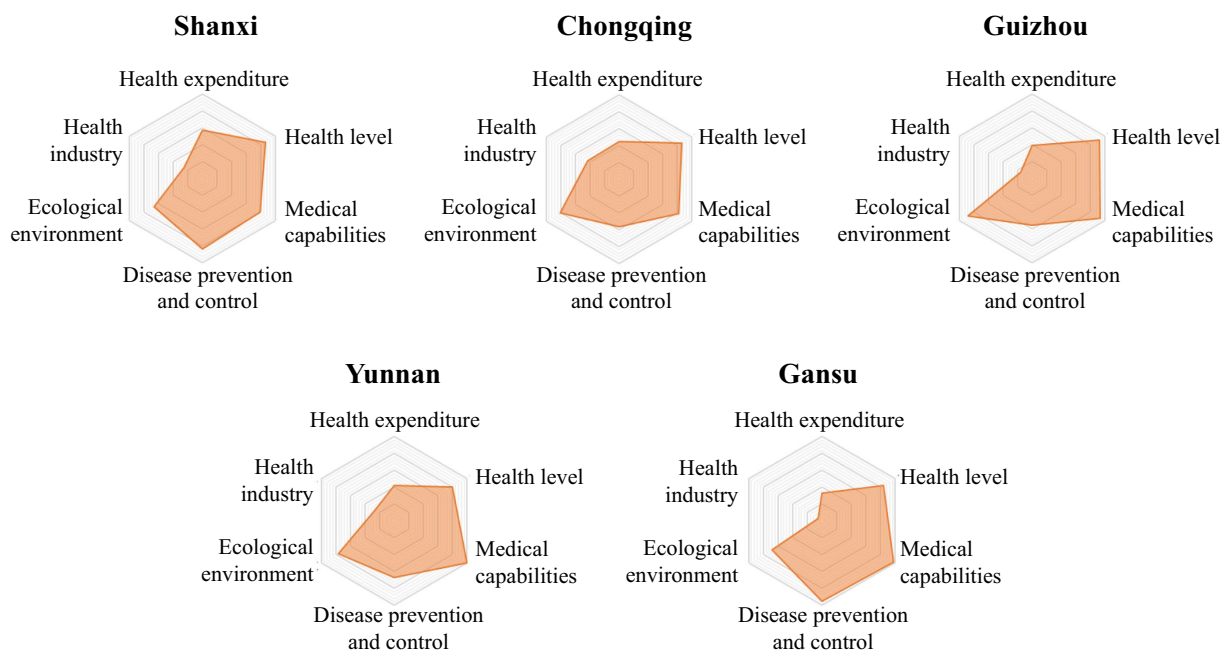 Shanxi
Health expenditure
Health
industry
Health level
Ecological
environment
Medical
capabilities
Disease prevention
and control
Chongqing
Health expenditure
Health
industry
Health level
Ecological
environment
Medical
capabilities
Disease prevention
and control
Guizhou
Health expenditure
Health
industry
Health level
Ecological
environment
Medical
capabilities
Disease prevention
and control
Yunnan
Health expenditure
Health
industry
Health level
Ecological
environment
Medical
capabilities
Disease prevention
and control
Gansu
Health expenditure
Health
industry
Health level
Ecological
environment
Medical
capabilities
Disease prevention
and control